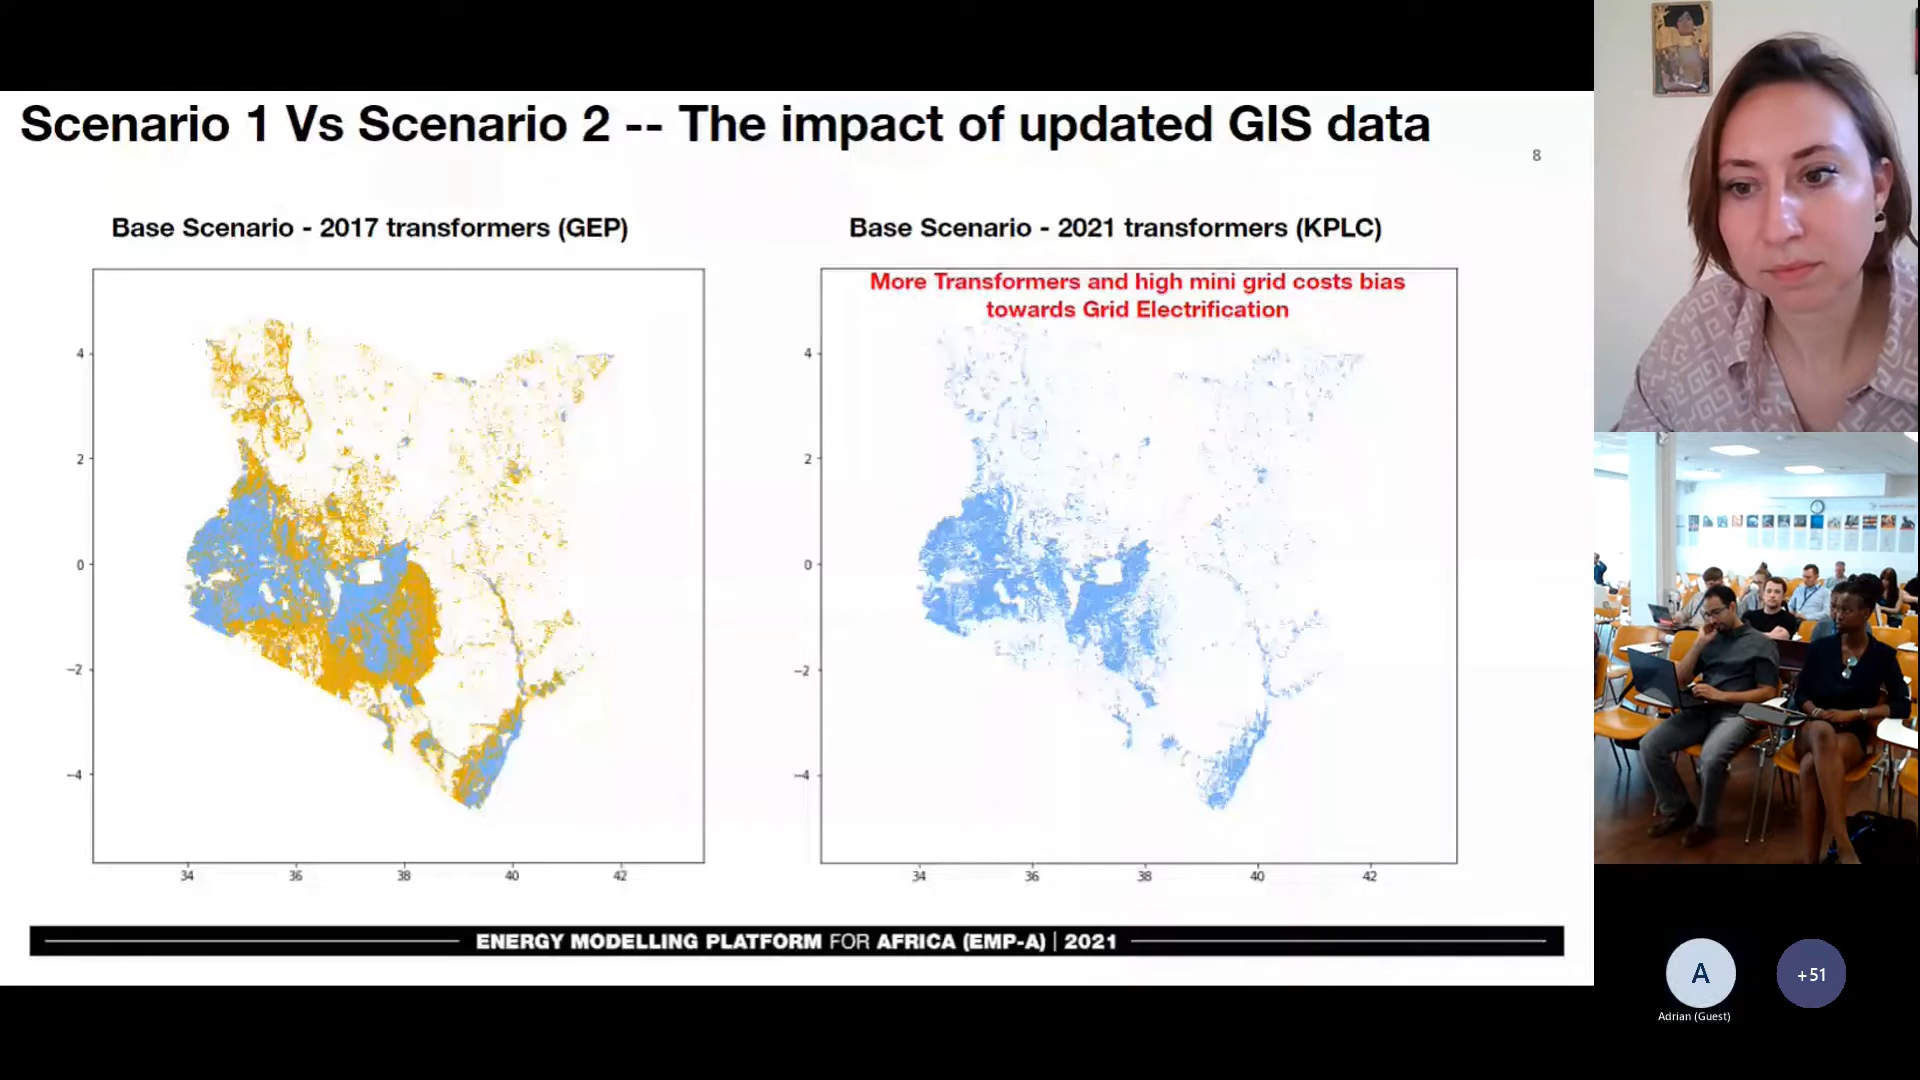 Scenario 1 Vs Scenario 2 -- The impact of updated GIS data
8
Base Scenario - 2017 transformers (GEP)
Base Scenario - 2021 transformers (KPLC)
More Transformers and high mini grid costs bias
towards Grid Electrification
4
2
0
−2
−4
34 36 38 40 42
4
2
0
−2
−4
34 36 38 40 42
ENERGY MODELLING PLATFORM FOR AFRICA (EMP-A) | 2021
A
+51
Adrian (Guest)